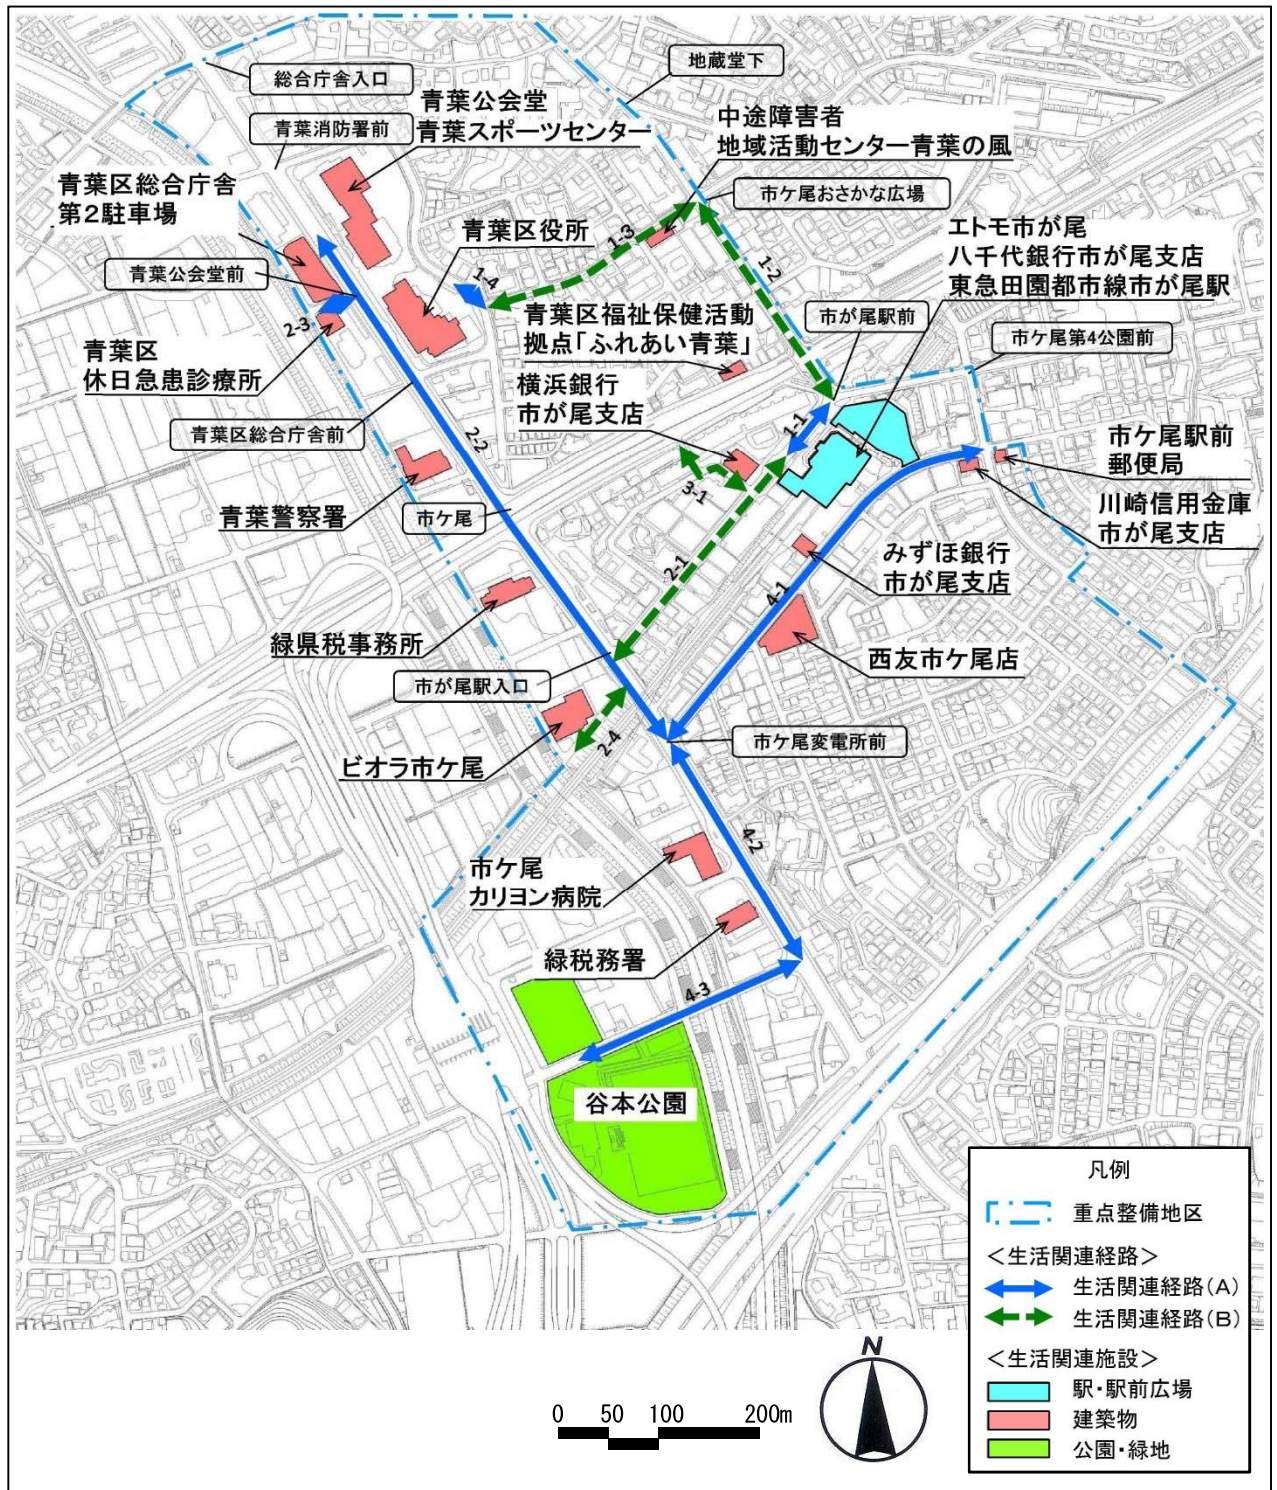 総合庁舎入口
地蔵堂下
青葉公会堂
青葉スポーツセンター
中途障害者
地域活動センター青葉の風
青葉消防署前
青葉区総合庁舎
第2駐車場
市ケ尾おさかな広場
青葉区役所
エトモ市が尾
八千代銀行市が尾支店
東急田園都市線市が尾駅
1-3
1-4
1-2
青葉公会堂前
2-3
青葉区福祉保健活動
拠点「ふれあい青葉」
市が尾駅前
市ケ尾第4公園前
青葉区
休日急患診療所
横浜銀行
市が尾支店
1-1
青葉区総合庁舎前
2-2
3-1
市ケ尾駅前
郵便局
青葉警察署
市ケ尾
川崎信用金庫
市が尾支店
みずほ銀行
市が尾支店
2-1
4-1
緑県税事務所
西友市ケ尾店
市が尾駅入口
2-4
市ケ尾変電所前
ビオラ市ケ尾
4-2
市ケ尾
カリヨン病院
緑税務署
4-3
谷本公園
凡例
重点整備地区
<生活関連経路>
生活関連経路(A)
生活関連経路(B)
<生活関連施設>
駅・駅前広場
建築物
公園・緑地
N
0 50 100 200m